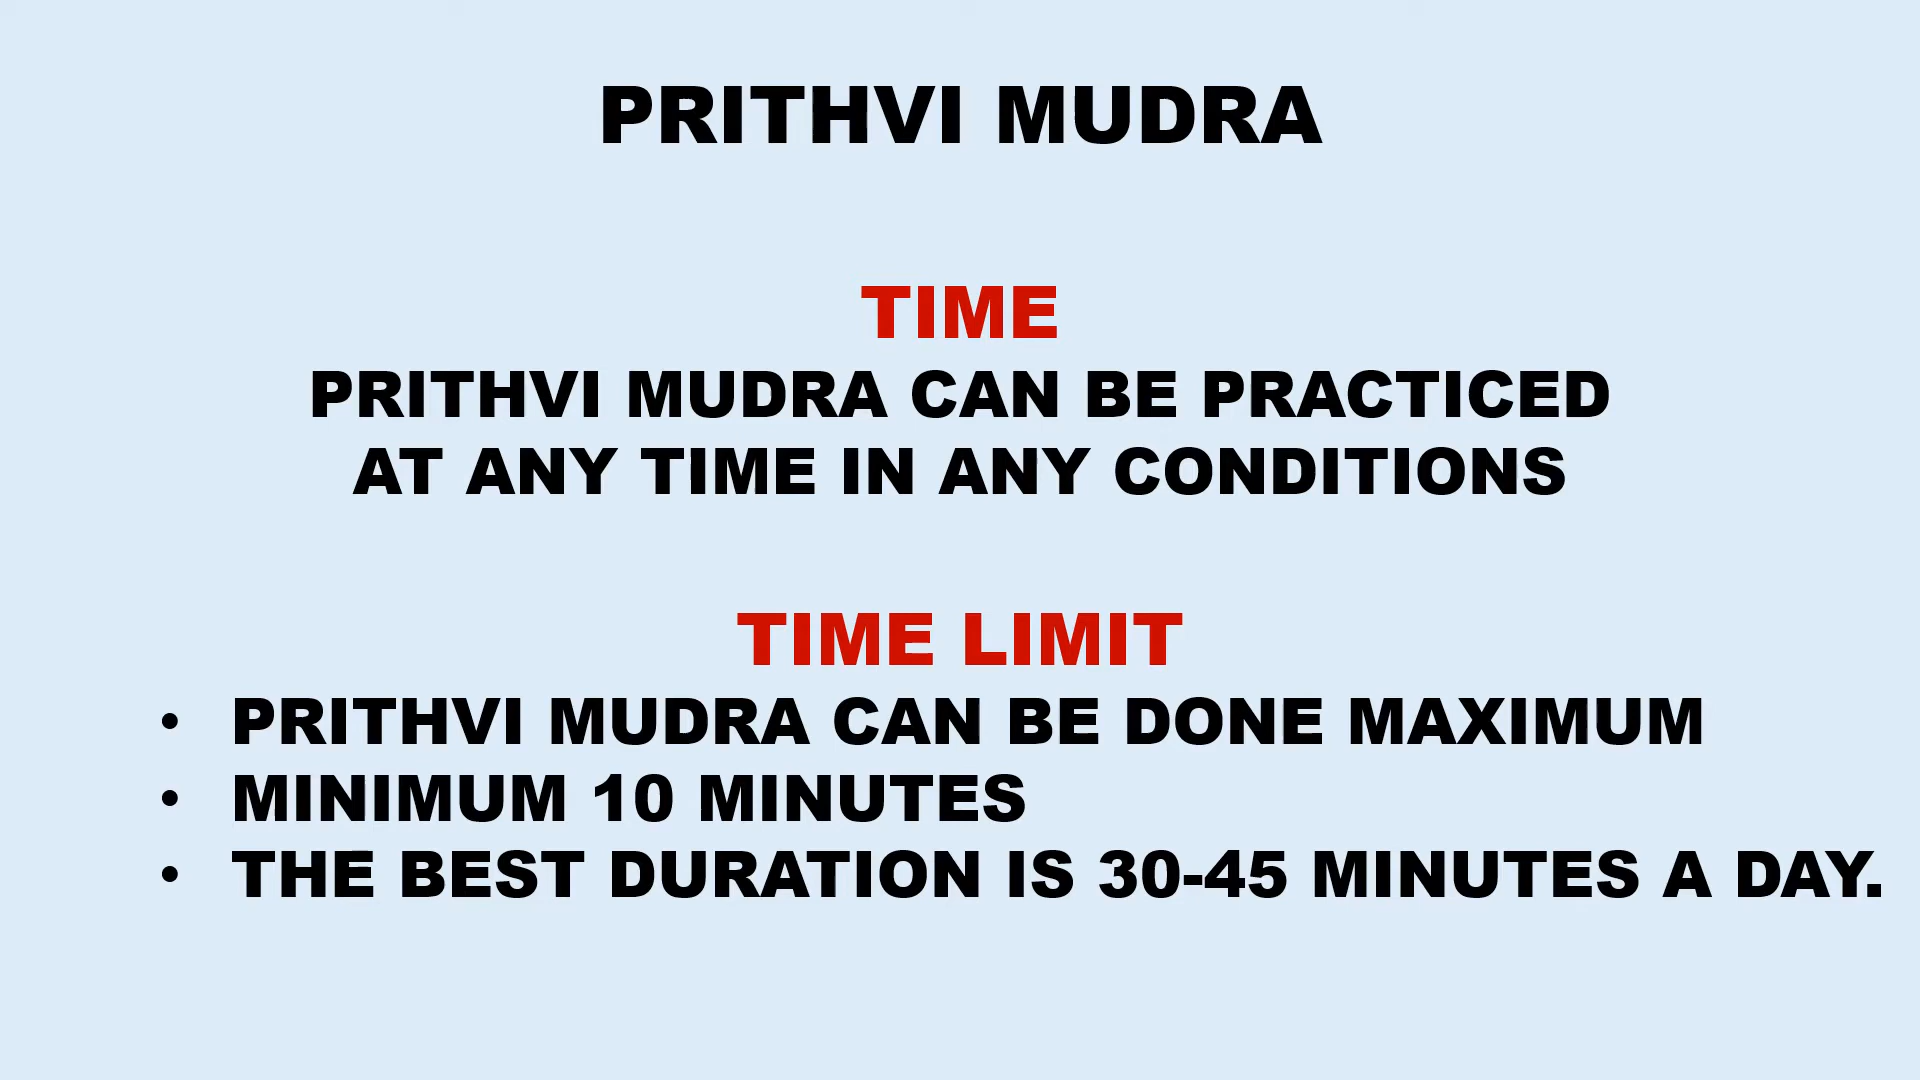 PRITHVI MUDRA
TIME
PRITHVI MUDRA CAN BE PRACTICED
AT ANY TIME IN ANY CONDITIONS
TIME LIMIT
• PRITHVI MUDRA CAN BE DONE MAXIMUM
• MINIMUM 10 MINUTES
• THE BEST DURATION IS 30-45 MINUTES A DAY.